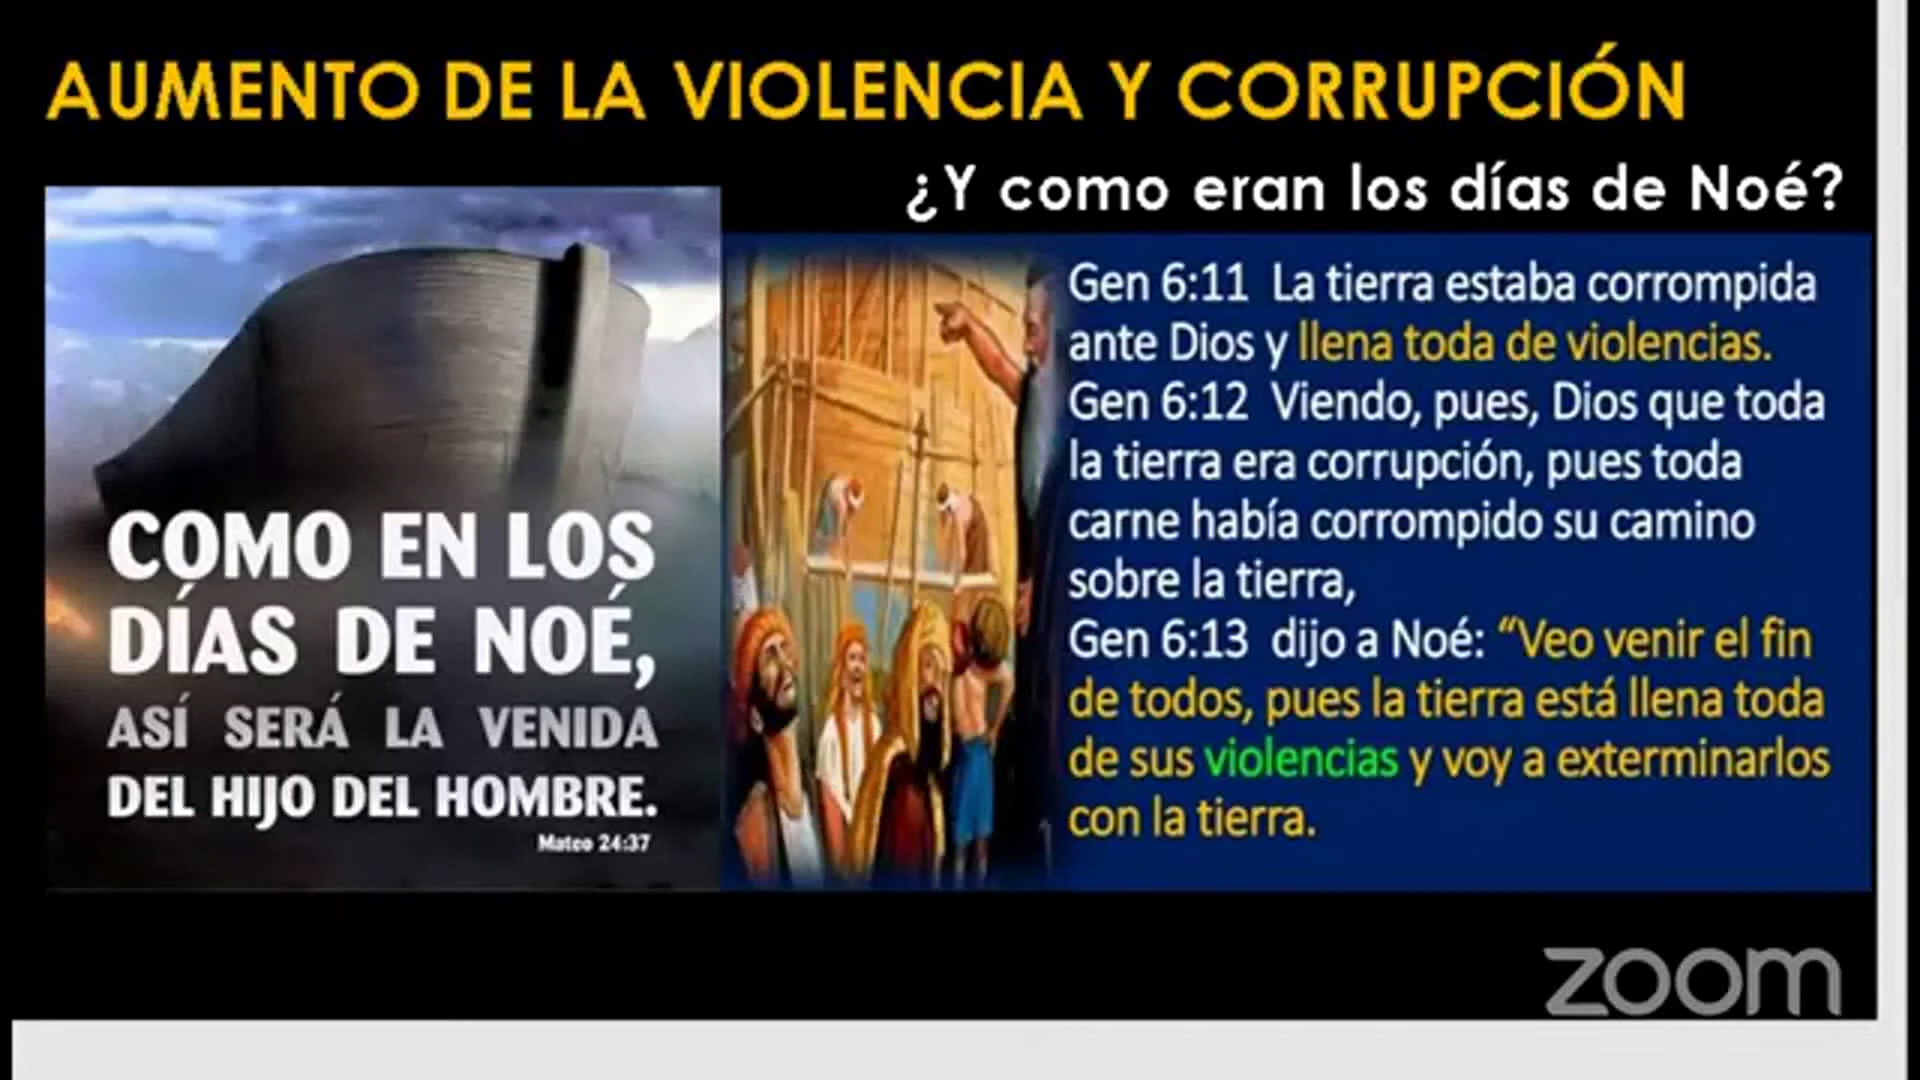 AUMENTO DE LA VIOLENCIA Y CORRUPCIÓN
¿Y como eran los días de Noé?
COMO EN LOS
DÍAS DE NOÉ,
ASÍ SERÁ LA VENIDA
DEL HIJO DEL HOMBRE.
Mateo 24:37
Gen 6:11 La tierra estaba corrompida
ante Dios y llena toda de violencias.
Gen 6:12 Viendo, pues, Dios que toda
la tierra era corrupción, pues toda
carne había corrompido su camino
sobre la tierra,
Gen 6:13 dijo a Noé: “Veo venir el fin
de todos, pues la tierra está llena toda
de sus violencias y voy a exterminarlos
con la tierra.
zoom